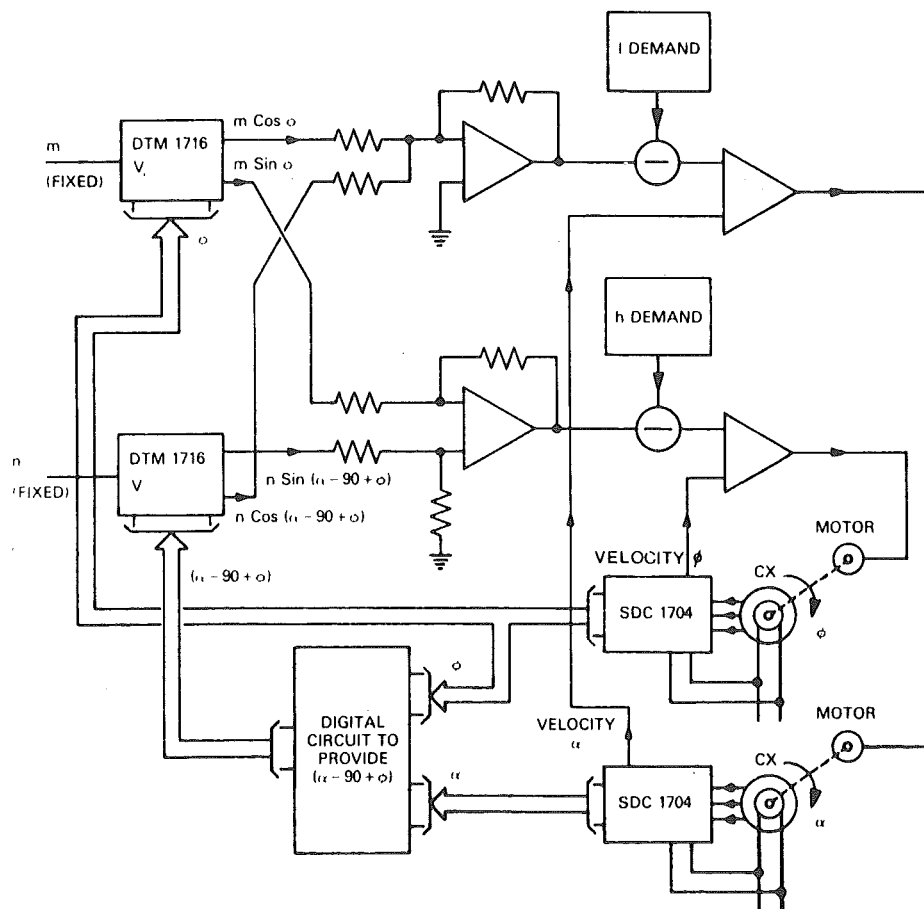 I DEMAND
m
(FIXED)
DTM 1716
V
m Cos ϕ
m Sin ϕ
ϕ
h DEMAND
n
(FIXED)
DTM 1716
V
n Sin (α - 90 + ϕ)
n Cos (α - 90 + ϕ)
(α - 90 + ϕ)
VELOCITY ϕ̇
SDC 1704
CX
MOTOR
ϕ
DIGITAL
CIRCUIT TO
PROVIDE
(α - 90 + ϕ)
ϕ
α
VELOCITY
α̇
SDC 1704
CX
MOTOR
α